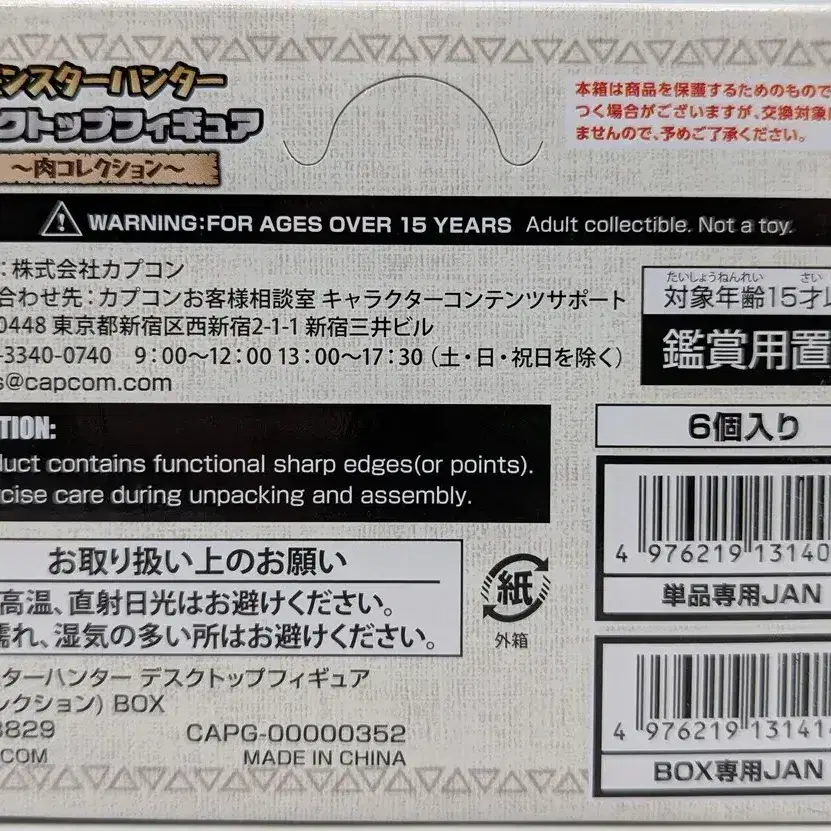 モンスターハンター
クトップフィギュア
～肉コレクション～
本箱は商品を保護するためのもので
つく場合がございますが、交換対象
ませんので、予めご了承ください。
WARNING:FOR AGES OVER 15 YEARS Adult collectible. Not a toy.
:株式会社カプコン
合わせ先:カプコンお客様相談室 キャラクターコンテンツサポート
0448 東京都新宿区西新宿2-1-1 新宿三井ビル
-3340-0740 9:00～12:00 13:00～17:30(土・日・祝日を除く)
s@capcom.com
たいしょうねんれい さい
対象年齢15才
鑑賞用置
TION:
duct contains functional sharp edges(or points).
rcise care during unpacking and assembly.
6個入り
4 976219 13140
単品専用JAN
お取り扱い上のお願い
高温、直射日光はお避けください。
濡れ、湿気の多い所はお避けください。
紙
外箱
ターハンター デスクトップフィギュア
レクション) BOX
3829
CAPG-00000352
COM
MADE IN CHINA
4 976219 13141
BOX専用JAN